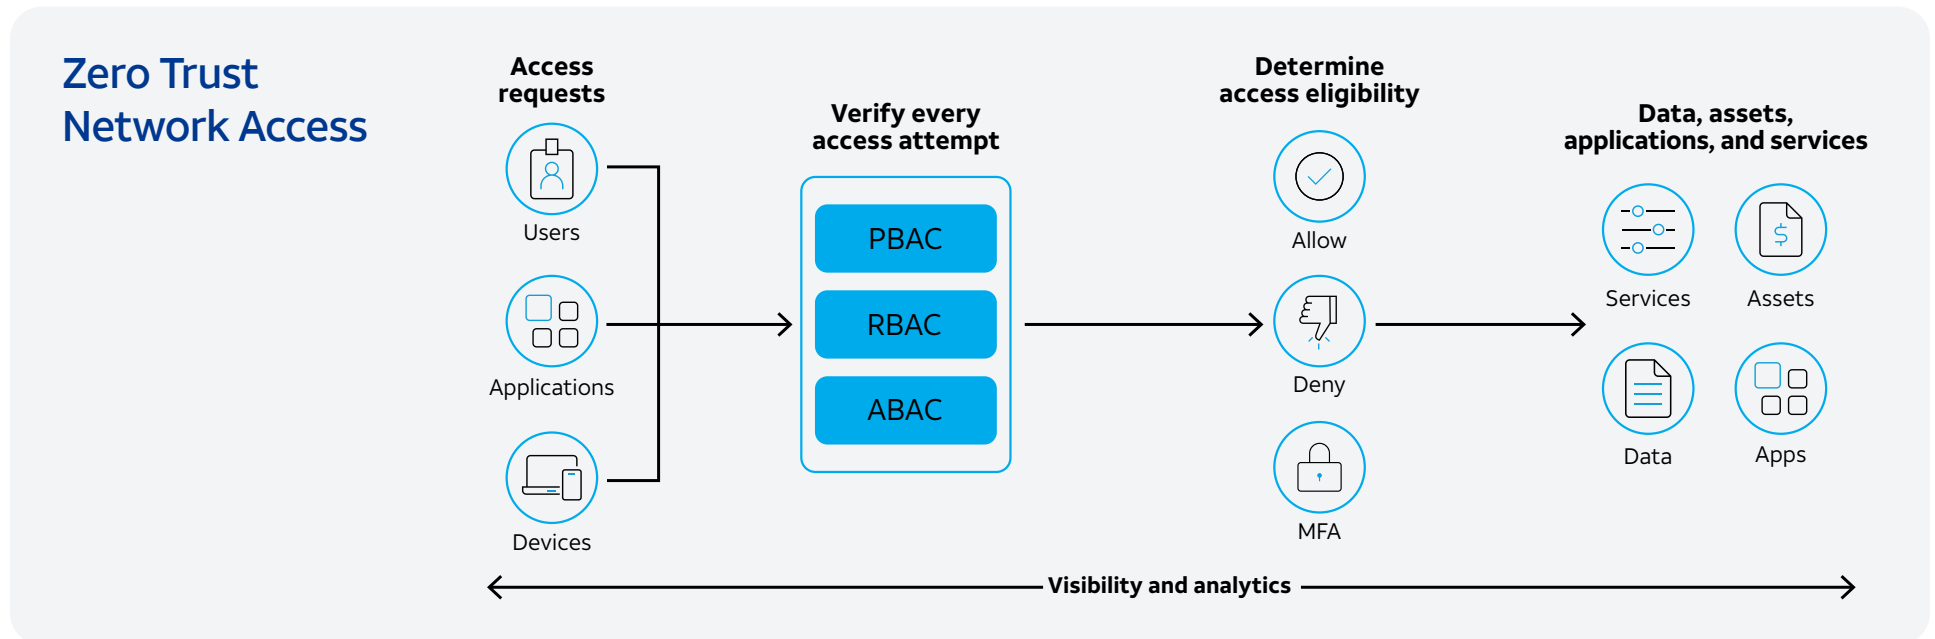 Zero Trust
Network Access
Access
requests
Users
Applications
Devices
Verify every
access attempt
PBAC
RBAC
ABAC
Determine
access eligibility
Allow
Deny
MFA
Data, assets,
applications, and services
$
Services
Assets
Data
Apps
Visibility and analytics